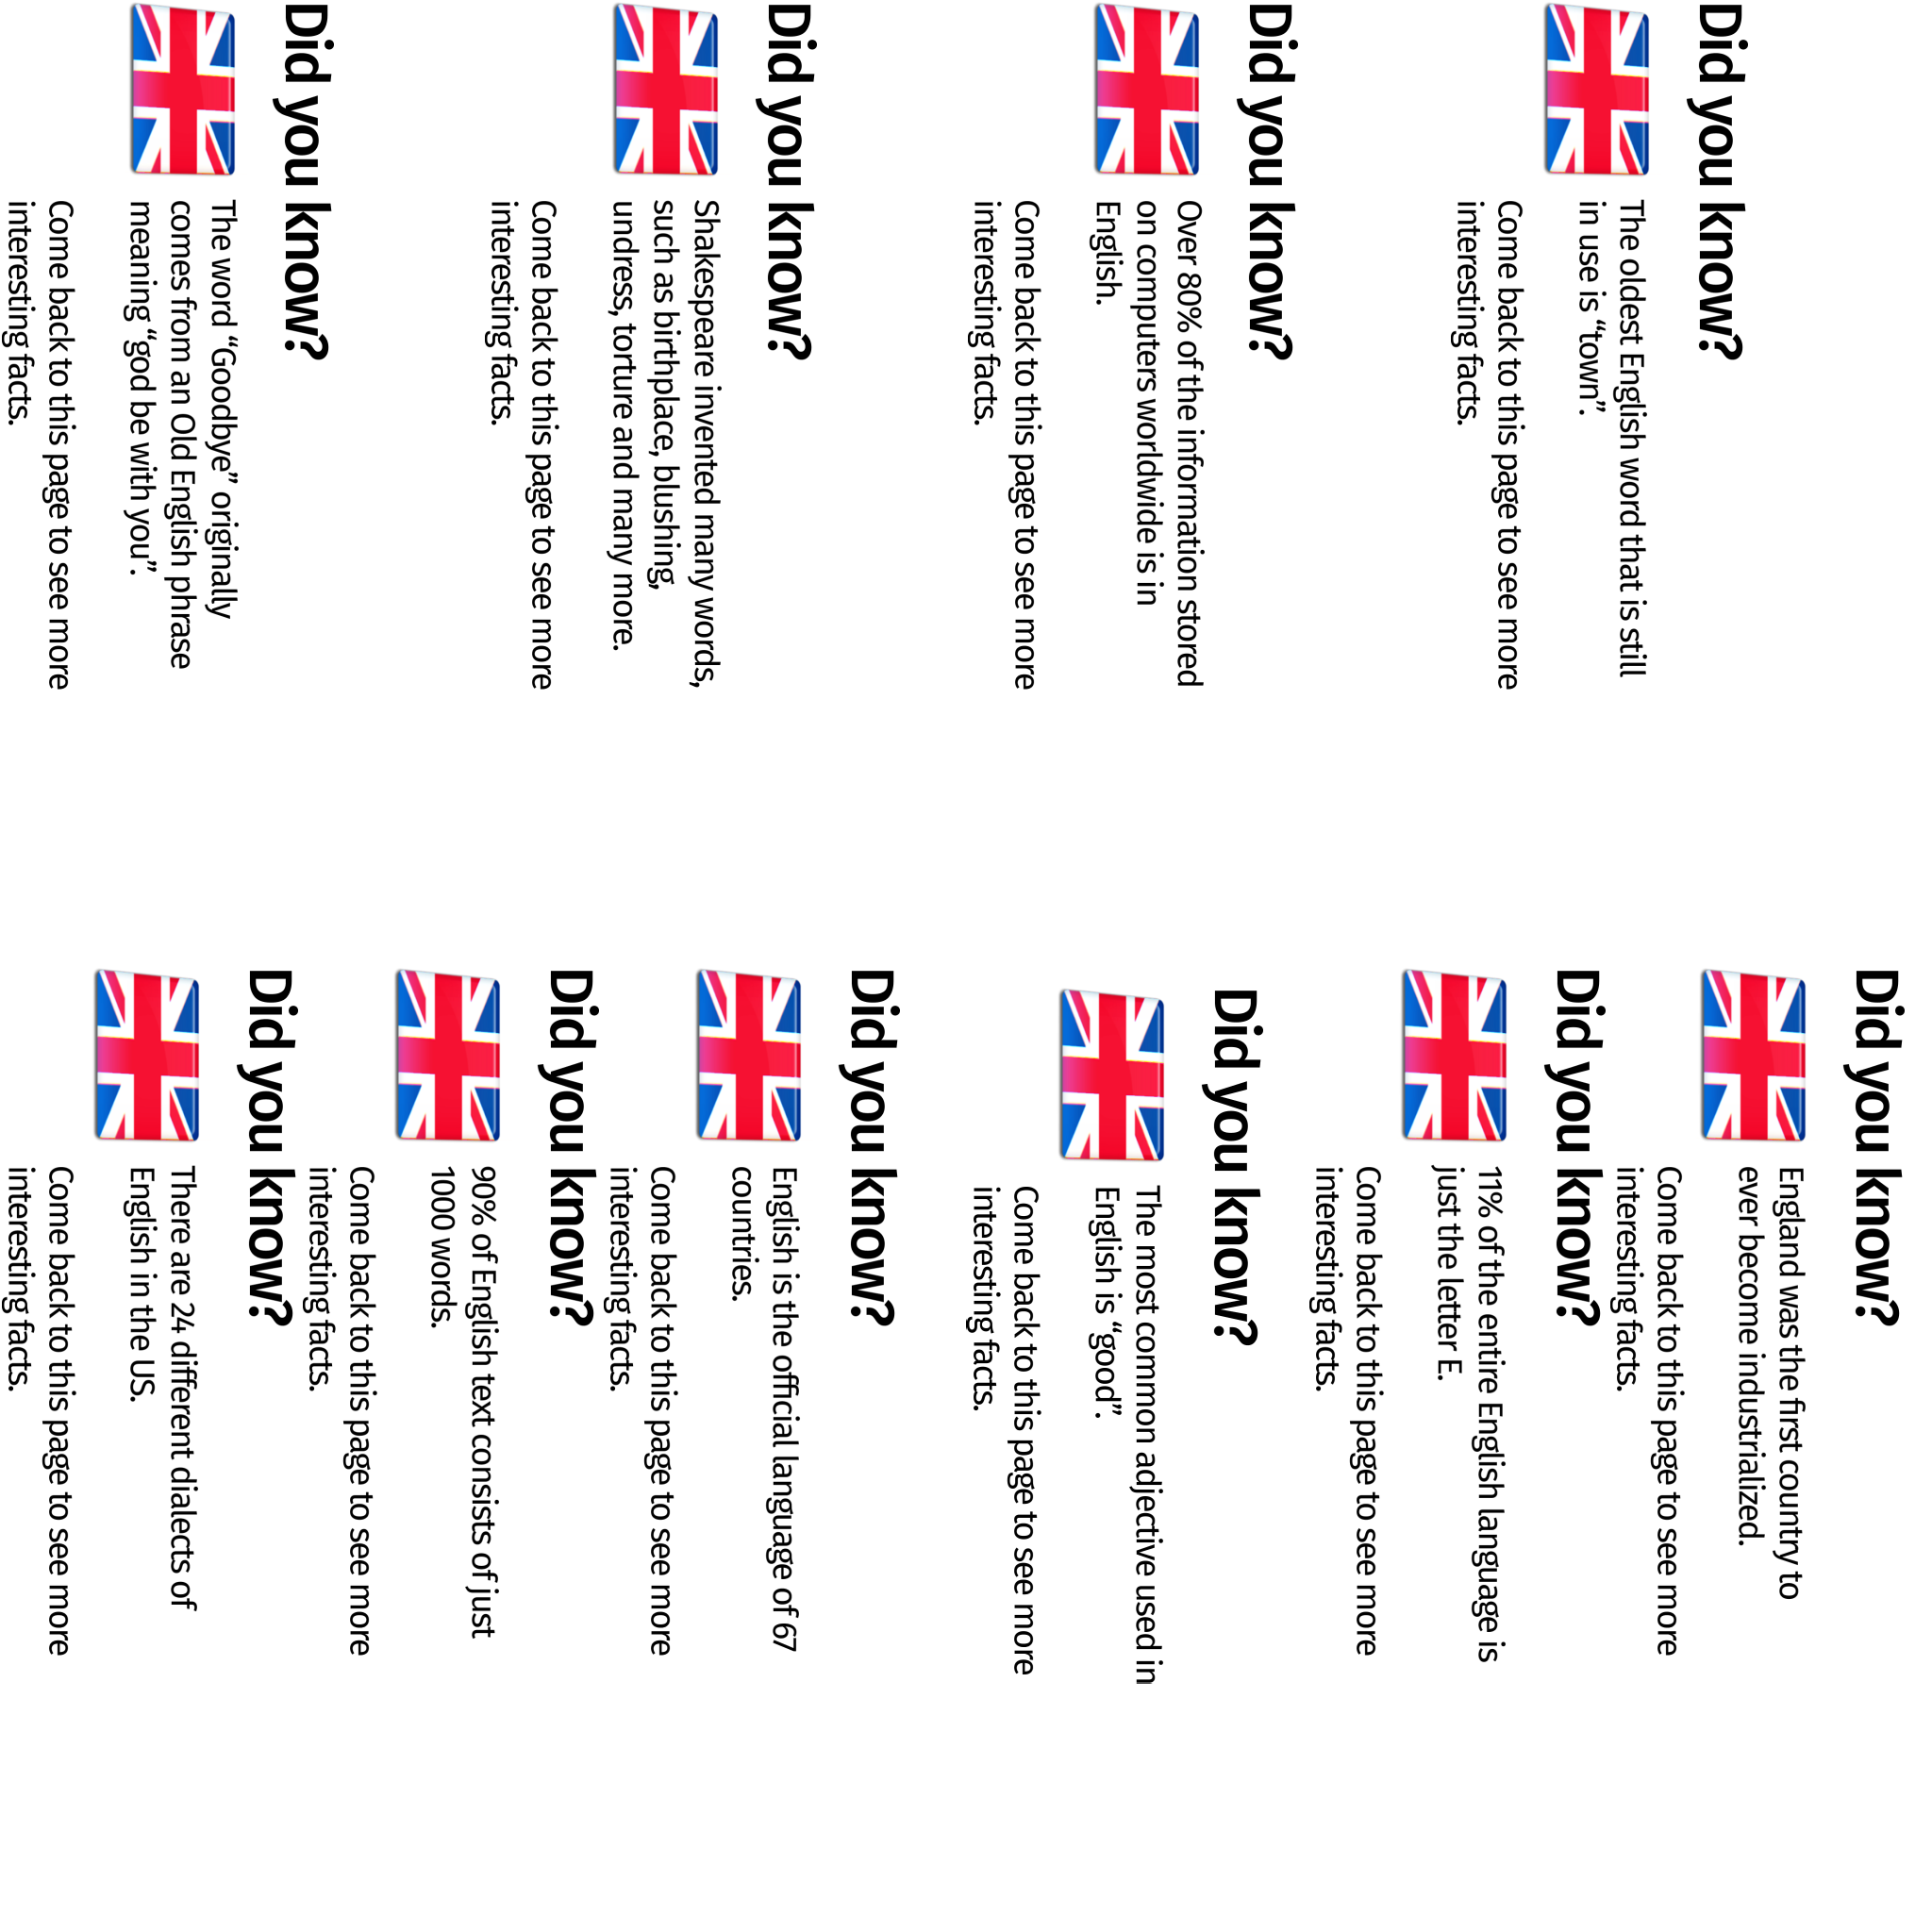 Did you know?
The oldest English word that is still
in use is “town”.
Come back to this page to see more
interesting facts.
Did you know?
Over 80% of the information stored
on computers worldwide is in
English.
Come back to this page to see more
interesting facts.
Did you know?
Shakespeare invented many words,
such as birthplace, blushing,
undress, torture and many more.
Come back to this page to see more
interesting facts.
Did you know?
The word “Goodbye” originally
comes from an Old English phrase
meaning “god be with you”.
Come back to this page to see more
interesting facts.
Did you know?
England was the first country to
ever become industrialized.
Come back to this page to see more
interesting facts.
Did you know?
11% of the entire English language is
just the letter E.
Come back to this page to see more
interesting facts.
Did you know?
The most common adjective used in
English is “good”.
Come back to this page to see more
interesting facts.
Did you know?
English is the official language of 67
countries.
Come back to this page to see more
interesting facts.
Did you know?
90% of English text consists of just
1000 words.
Come back to this page to see more
interesting facts.
Did you know?
There are 24 different dialects of
English in the US.
Come back to this page to see more
interesting facts.